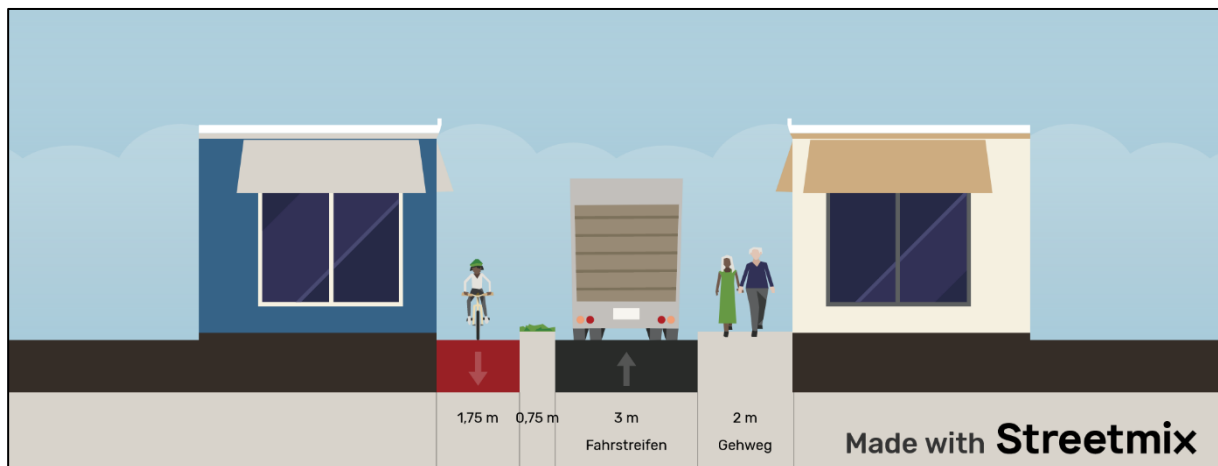 1,75 m
0,75 m
3 m
2 m
Fahrstreifen
Gehweg
Made with Streetmix